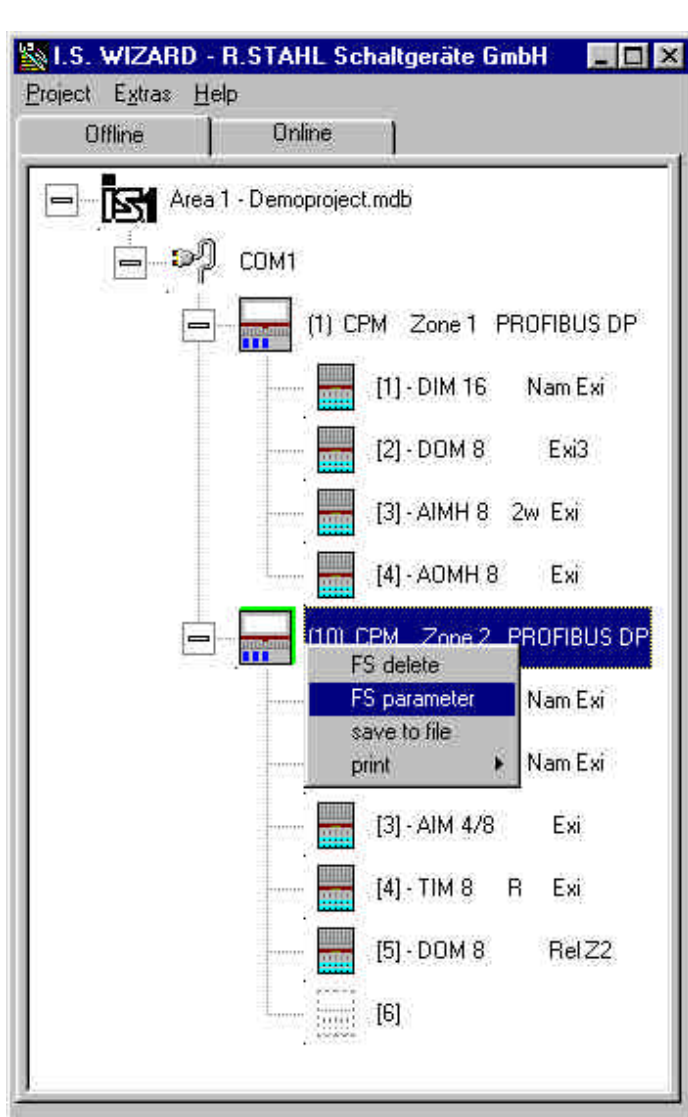 I.S. WIZARD - R.STAHL Schaltgeräte GmbH
Project Extras Help
Offline Online
IS1 Area 1 - Demoproject.mdb
COM1
(1) CPM Zone 1 PROFIBUS DP
[1] - DIM 16 Nam Exi
[2] - DOM 8 Exi3
[3] - AIMH 8 2w Exi
[4] - AOMH 8 Exi
(10) CPM Zone 2 PROFIBUS DP
FS delete
FS parameter Nam Exi
save to file
print Nam Exi
[3] - AIM 4/8 Exi
[4] - TIM 8 R Exi
[5] - DOM 8 Rel Z2
[6]